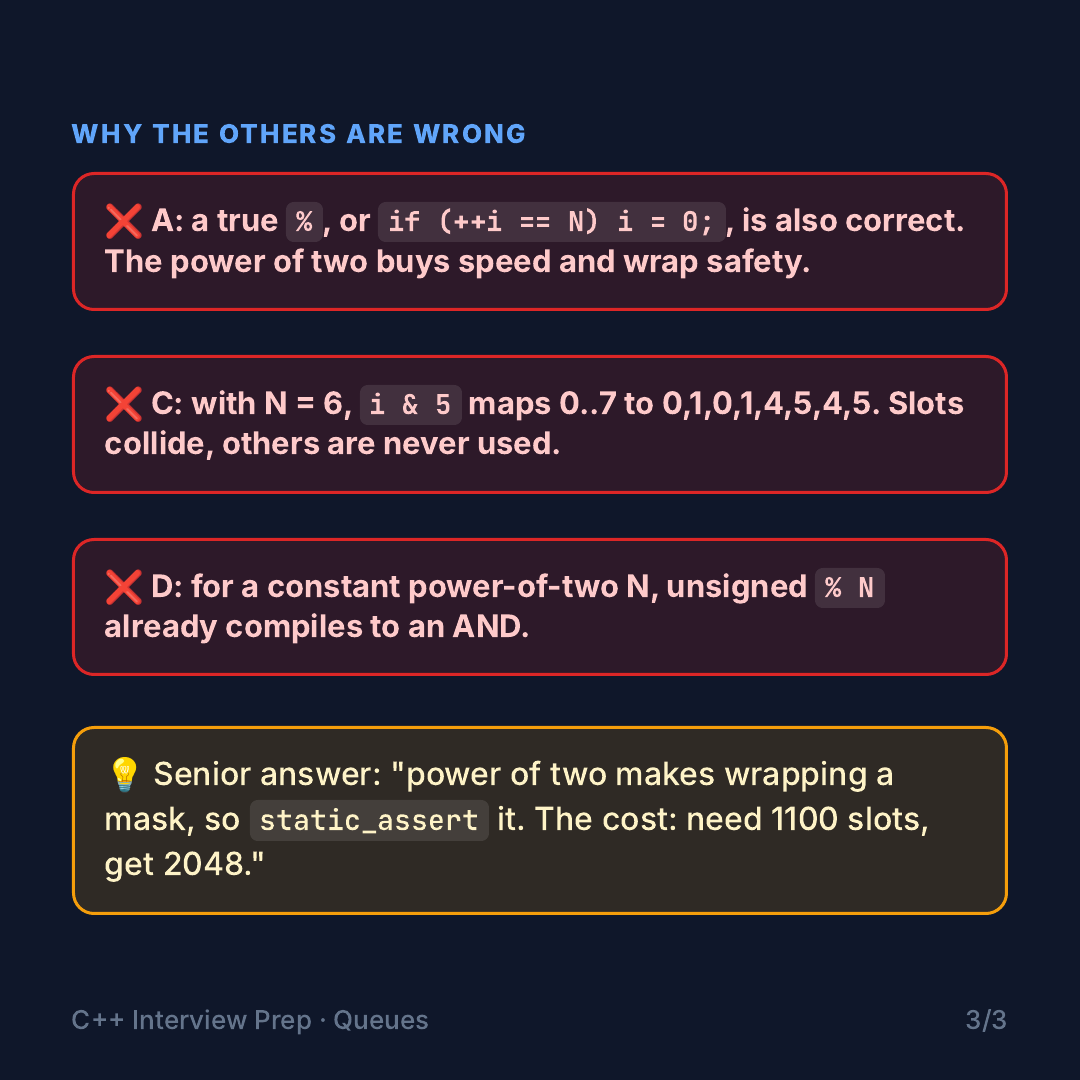 WHY THE OTHERS ARE WRONG
❌ A: a true %, or if (++i == N) i = 0;, is also correct.
The power of two buys speed and wrap safety.
❌ C: with N = 6, i & 5 maps 0..7 to 0,1,0,1,4,5,4,5. Slots
collide, others are never used.
❌ D: for a constant power-of-two N, unsigned % N
already compiles to an AND.
💡 Senior answer: "power of two makes wrapping a
mask, so static_assert it. The cost: need 1100 slots,
get 2048."
C++ Interview Prep · Queues
3/3